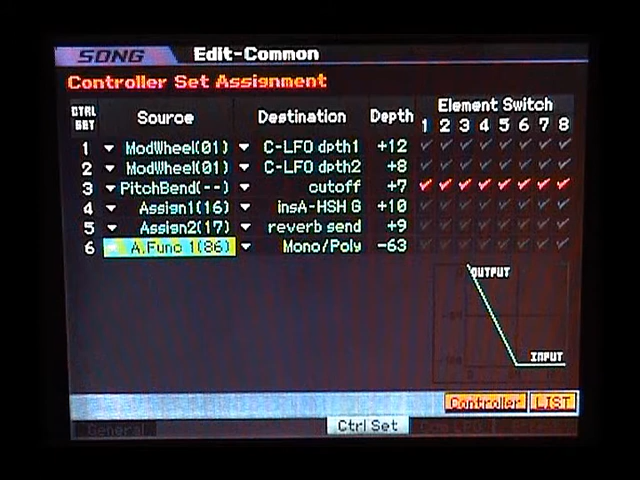 SONG Edit-Common
Controller Set Assignment
CTRL SET Source Destination Depth Element Switch
1 2 3 4 5 6 7 8
1 ModWheel(01) C-LFO dpth1 +12
2 ModWheel(01) C-LFO dpth2 +8
3 PitchBend(--) cutoff +7
4 Assign1(16) insA-HSH G +10
5 Assign2(17) reverb send +9
6 A.Func 1(86) Mono/Poly -63
OUTPUT
INPUT
Controller LIST
General Ctrl Set Com LFO